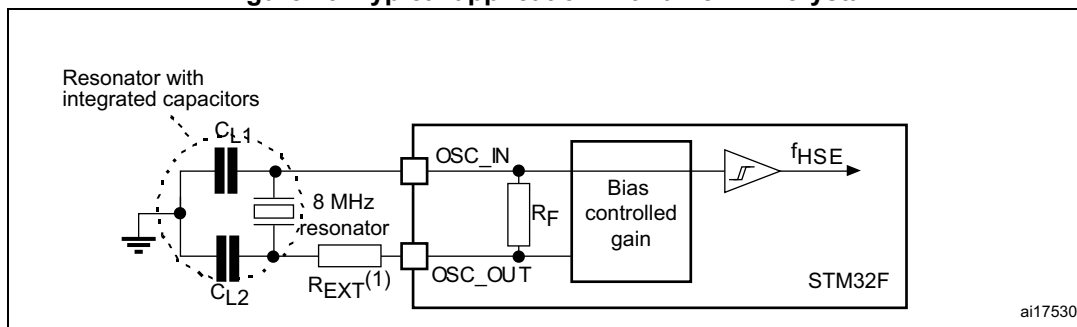 Resonator with
integrated capacitors
CL1
OSC_IN
fHSE
8 MHz
resonator
RF
Bias
controlled
gain
REXT(1)
OSC_OUT
STM32F
CL2
ai17530